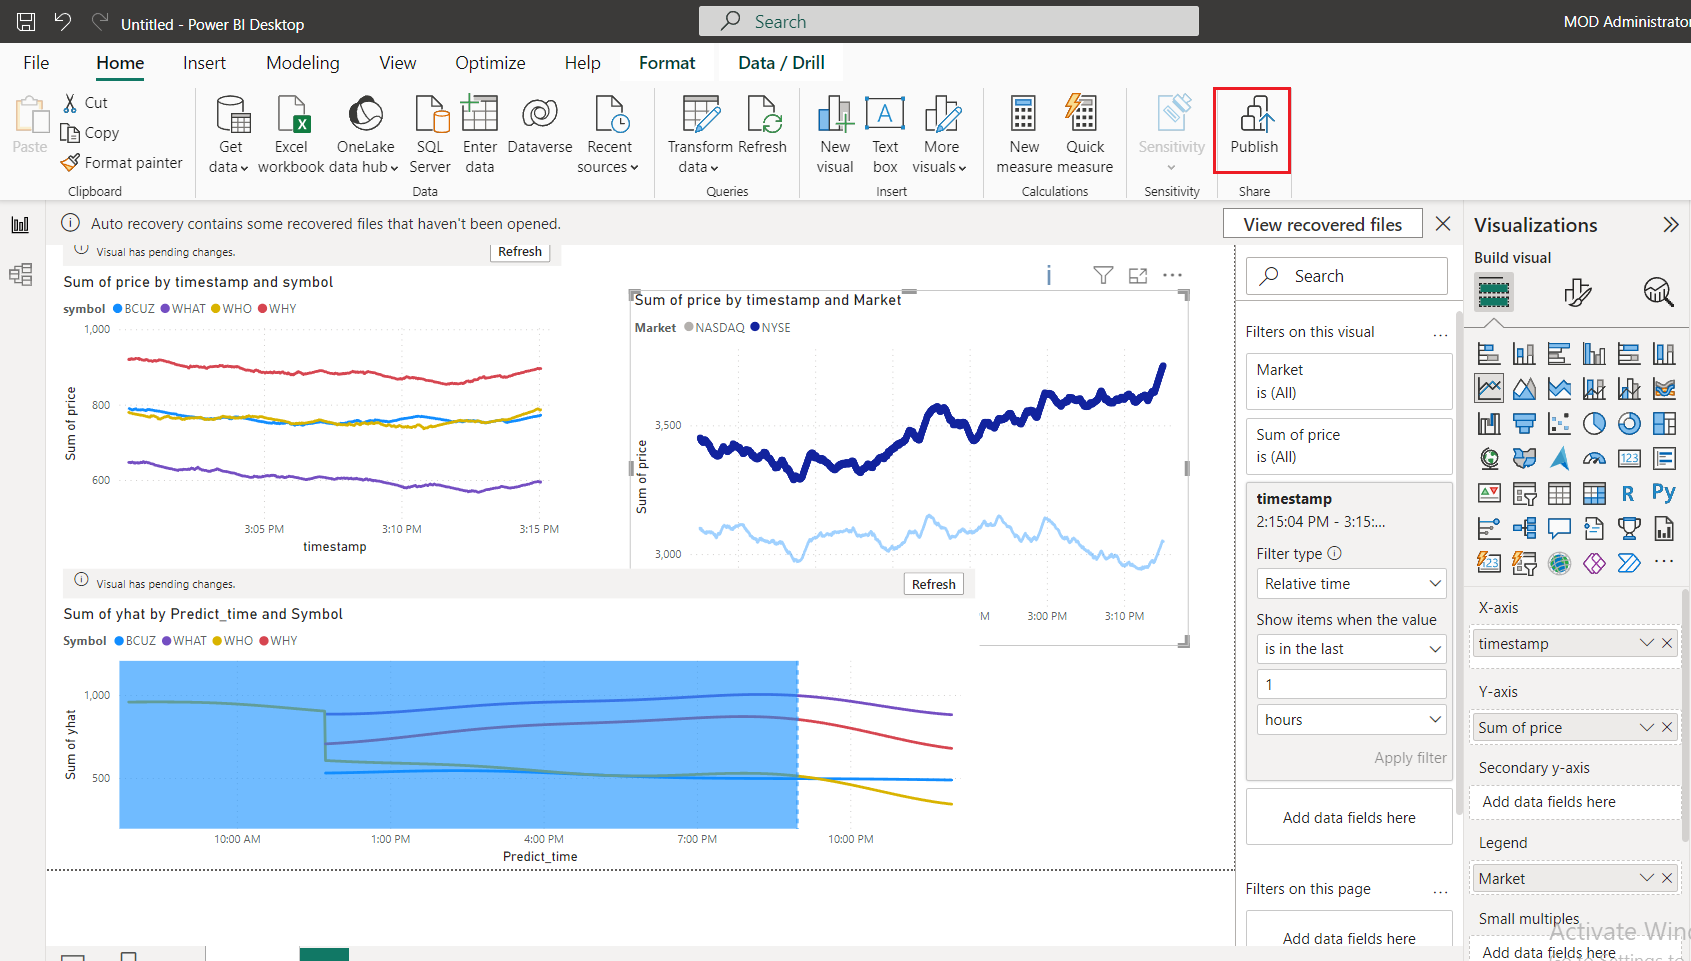 Untitled - Power BI Desktop
Search
MOD Administrator
File
Home
Insert
Modeling
View
Optimize
Help
Format
Data / Drill
Paste
Cut
Copy
Format painter
Clipboard
Get
data
Excel
workbook
OneLake
data hub
SQL
Server
Enter
data
Dataverse
Recent
sources
Data
Transform
data
Refresh
Queries
New
visual
Text
box
More
visuals
Insert
New
measure
Quick
measure
Calculations
Sensitivity
Sensitivity
Publish
Share
Auto recovery contains some recovered files that haven't been opened.
View recovered files
Visual has pending changes.
Refresh
Sum of price by timestamp and symbol
symbol BCUZ WHAT WHO WHY
1,000
800
600
Sum of price
3:05 PM
3:10 PM
3:15 PM
timestamp
Sum of price by timestamp and Market
Market NASDAQ NYSE
3,500
3,000
Sum of price
M
3:00 PM
3:10 PM
Visual has pending changes.
Refresh
Sum of yhat by Predict_time and Symbol
Symbol BCUZ WHAT WHO WHY
1,000
500
Sum of yhat
10:00 AM
1:00 PM
4:00 PM
7:00 PM
10:00 PM
Predict_time
Search
Filters on this visual
...
Market
is (All)
Sum of price
is (All)
timestamp
2:15:04 PM - 3:15:...
Filter type
Relative time
Show items when the value
is in the last
1
hours
Apply filter
Add data fields here
Filters on this page
...
Add data fields here
Visualizations
Build visual
123
R
Py
123
...
X-axis
timestamp
Y-axis
Sum of price
Secondary y-axis
Add data fields here
Legend
Market
Small multiples
Add data fields here
Activate Win